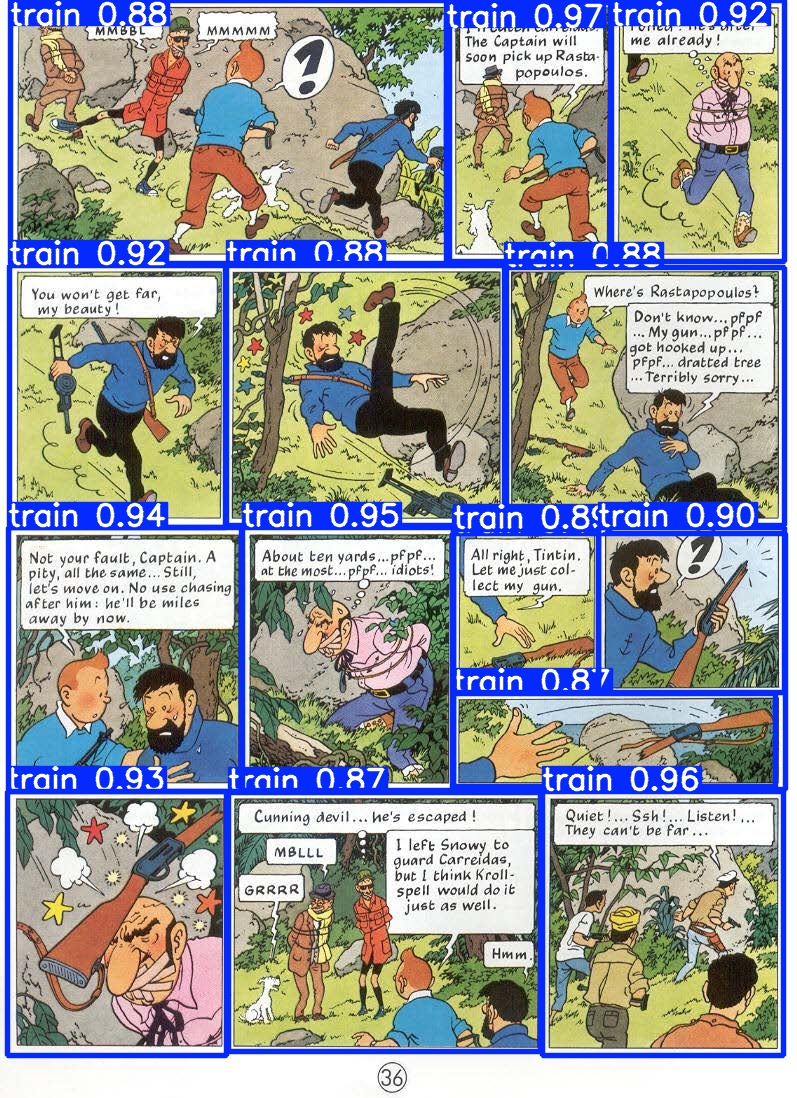 train 0.88
train 0.97
train 0.92
MMBBL
MMMMM
?
The Captain will
soon pick up Rasta-
popoulos.
me already!
train 0.92
train 0.88
train 0.88
You won't get far,
my beauty!
Where's Rastapopoulos?
Don't know...pfpf
...My gun...pfpf...
got hooked up...
pfpf...dratted tree
...Terribly sorry...
train 0.94
train 0.95
train 0.89
train 0.90
Not your fault, Captain. A
pity, all the same... Still,
let's move on. No use chasing
after him: he'll be miles
away by now.
About ten yards...pfpf...
at the most...pfpf... idiots!
All right, Tintin.
Let me just col-
lect my gun.
?
train 0.87
train 0.93
train 0.87
train 0.96
Cunning devil... he's escaped!
MBLLL
GRRRR
I left Snowy to
guard Carreidas,
but I think Kroll-
spell would do it
just as well.
Hmm.
Quiet!... Ssh!... Listen!...
They can't be far...
36